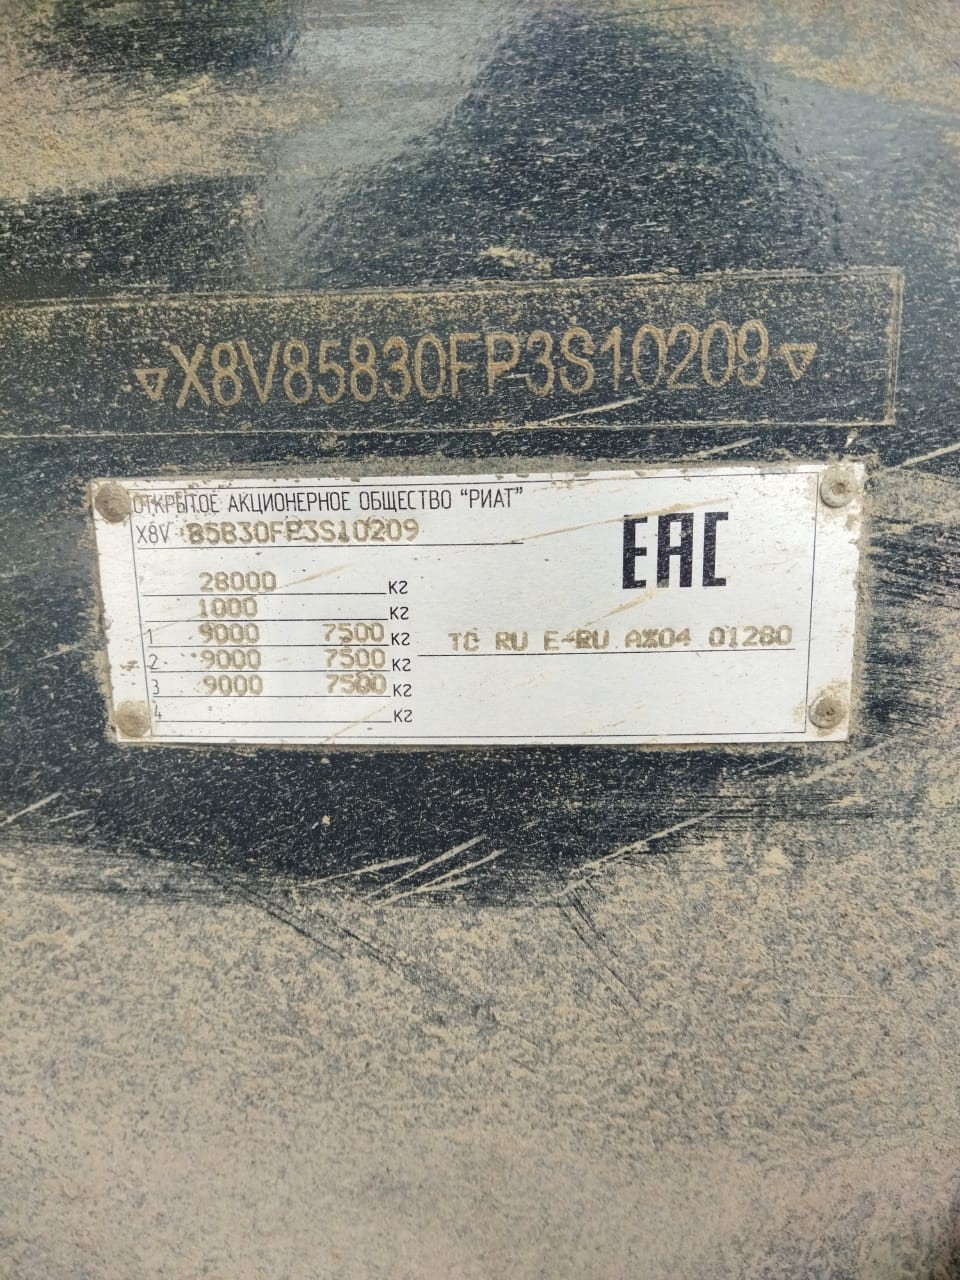 X8V85830FP3S10209
ОТКРЫТОЕ АКЦИОНЕРНОЕ ОБЩЕСТВО "РИАТ"
X8V 85830FP3S10209
ЕАС
28000 кг
1000 кг
1 9000 7500 кг
TC RU E-RU.АЖ04.01280
2 9000 7500 кг
3 9000 7500 кг
4 кг